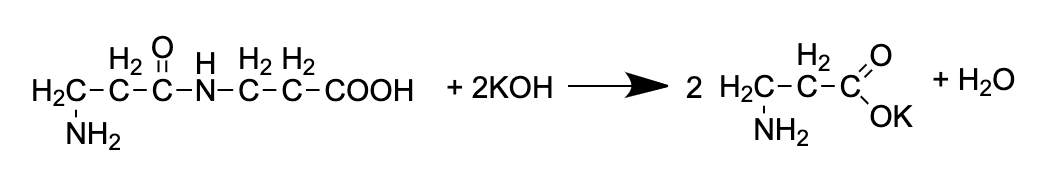 H₂C-C(H₂)-C(=O)-N(H)-C(H₂)-C(H₂)-COOH + 2KOH ⟶ 2 H₂C-C(H₂)-C(=O)-OK + H₂O
NH₂ NH₂